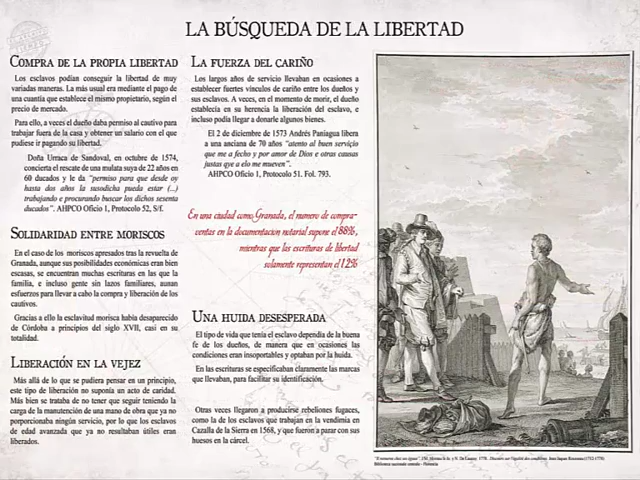 LA BÚSQUEDA DE LA LIBERTAD
COMPRA DE LA PROPIA LIBERTAD
Los esclavos podían conseguir la libertad de muy
variadas maneras. La más usual era mediante el pago de
una cuantía que establece el mismo propietario, según el
precio de mercado.
Para ello, a veces el dueño daba permiso al cautivo para
trabajar fuera de la casa y obtener un salario con el que
pudiese ir pagando su libertad.
Doña Urraca de Sandoval, en octubre de 1574,
concierta el rescate de una mulata suya de 22 años en
60 ducados y le da "permiso para que desde oy
hasta dos años la susodicha pueda estar (...)
trabajando e procurando buscar los dichos sesenta
ducados". AHPCO Oficio 1, Protocolo 52, S/f.
SOLIDARIDAD ENTRE MORISCOS
En el caso de los moriscos apresados tras la revuelta de
Granada, aunque sus posibilidades económicas eran bien
escasas, se encuentran muchas escrituras en las que la
familia, e incluso gente sin lazos familiares, aunan
esfuerzos para llevar a cabo la compra y liberación de los
cautivos.
Gracias a ello la esclavitud morisca había desaparecido
de Córdoba a principios del siglo XVII, casi en su
totalidad.
LIBERACIÓN EN LA VEJEZ
Más allá de lo que se pudiera pensar en un principio,
este tipo de liberación no suponía un acto de caridad.
Más bien se trataba de no tener que seguir teniendo la
carga de la manutención de una mano de obra que ya no
proporcionaba ningún servicio, por lo que los esclavos
de edad avanzada que ya no resultaban útiles eran
liberados.
LA FUERZA DEL CARIÑO
Los largos años de servicio llevaban en ocasiones a
establecer fuertes vínculos de cariño entre los dueños y
sus esclavos. A veces, en el momento de morir, el dueño
establecía en su herencia la liberación del esclavo, e
incluso podía llegar a donarle algunos bienes.
El 2 de diciembre de 1573 Andrés Paniagua libera
a una anciana de 70 años "atento al buen servicio
que me a fecho y por amor de Dios e otras causas
justas que a elo me mueven".
AHPCO Oficio 1, Protocolo 51. Fol. 793.
En una ciudad como Granada, el numero de compra-
ventas en la documentacion notarial supone el 88%,
mientras que las escrituras de libertad
solamente representan el 12%
UNA HUIDA DESESPERADA
El tipo de vida que tenía el esclavo dependía de la buena
fe de los dueños, de manera que en ocasiones las
condiciones eran insoportables y optaban por la huida.
En las escrituras se especificaban claramente las marcas
que llevaban, para facilitar su identificación.
Otras veces llegaron a producirse rebeliones fugaces,
como la de los esclavos que trabajan en la vendimia en
Cazalla de la Sierra en 1568, y que fueron a parar con sus
huesos en la cárcel.
Biblioteca nazionale centrale - Florencia